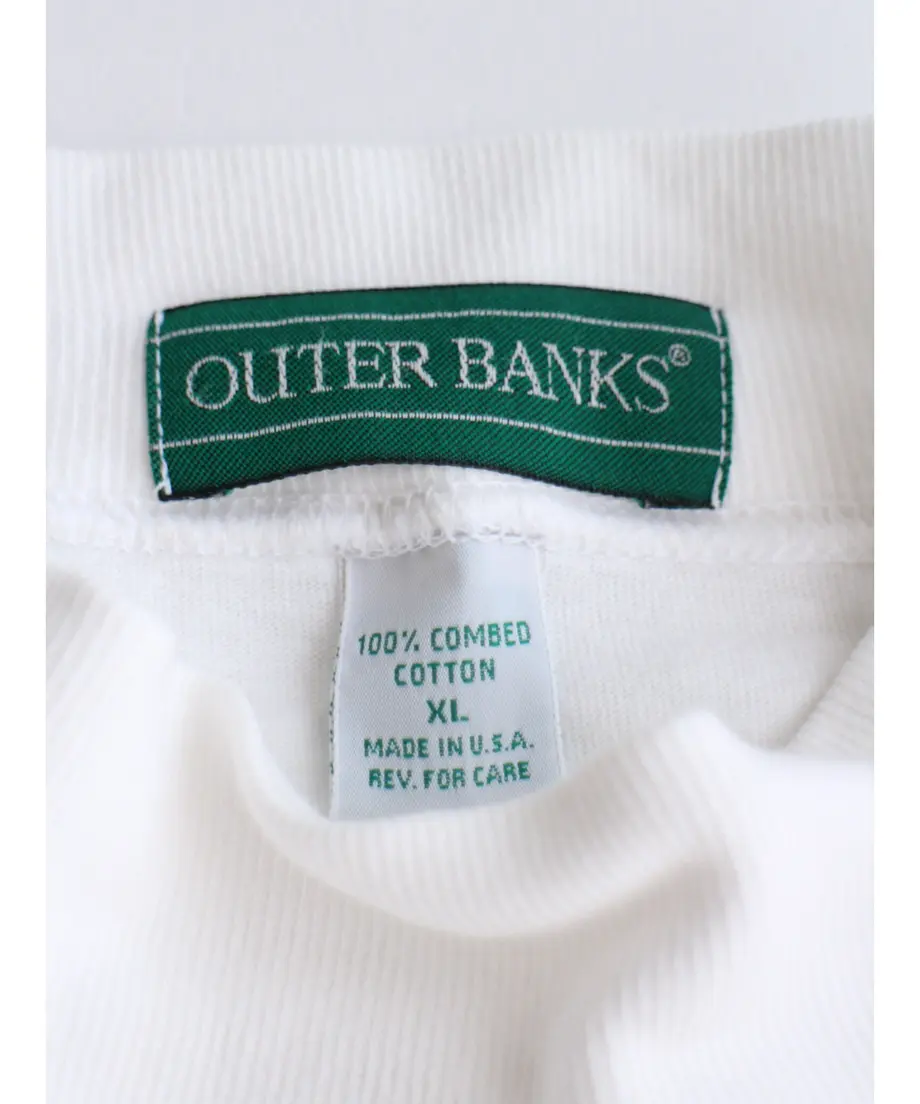 OUTER BANKS®
100% COMBED
COTTON
XL
MADE IN U.S.A.
REV. FOR CARE